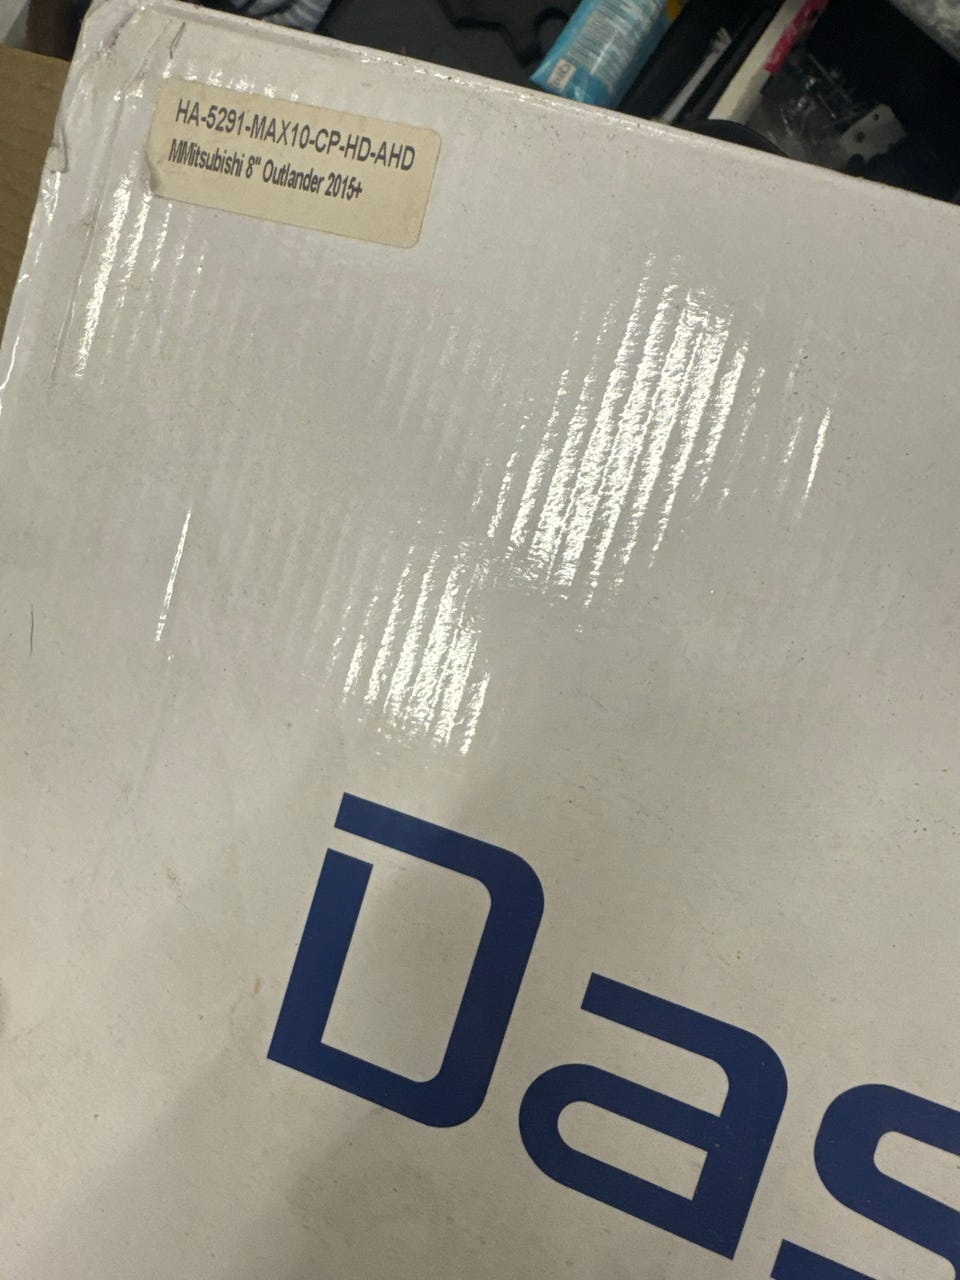 HA-5291-MAX10-CP-HD-AHD
MMitsubishi 8" Outlander 2015+
Das